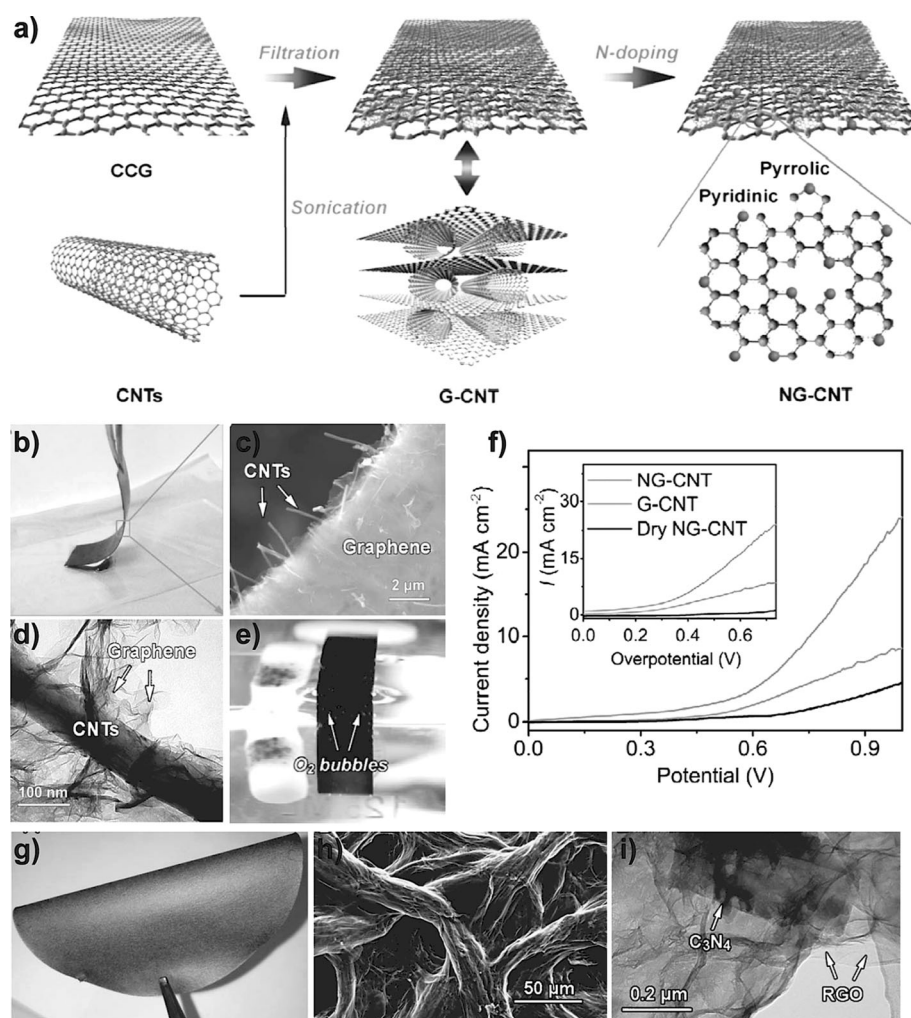 a)
Filtration
N-doping
CCG
Sonication
Pyrrolic
Pyridinic
CNTs
G-CNT
NG-CNT
b)
c)
CNTs
Graphene
2 µm
d)
Graphene
CNTs
100 nm
e)
O2 bubbles
f)
Current density (mA cm-2)
20
10
0
0.0 0.3 0.6 0.9
Potential (V)
I (mA cm-2)
45
30
15
0
0.0 0.2 0.4 0.6
Overpotential (V)
NG-CNT
G-CNT
Dry NG-CNT
g)
h)
50 µm
i)
C3N4
RGO
0.2 µm